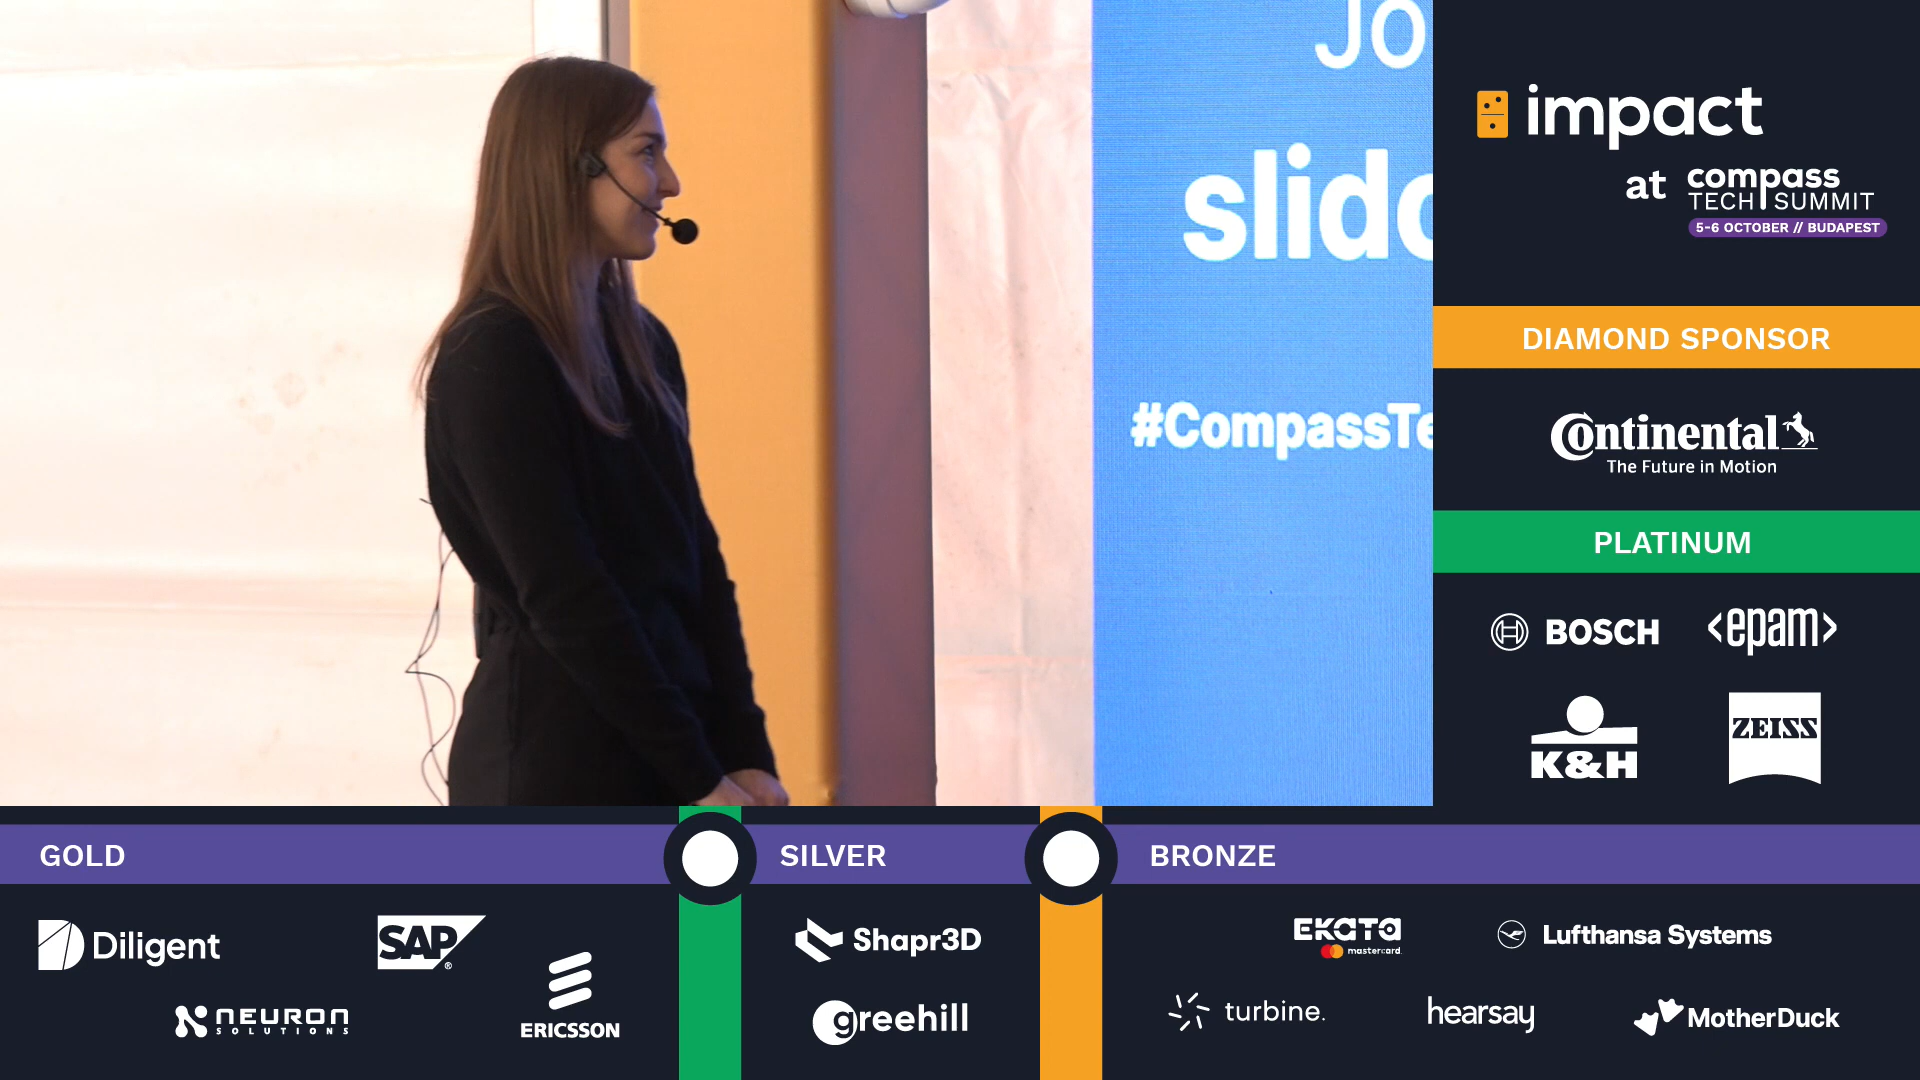 Jo
slido
#CompassTe
impact
at compass
TECH SUMMIT
5-6 OCTOBER // BUDAPEST
DIAMOND SPONSOR
Continental
The Future in Motion
PLATINUM
BOSCH
<epam>
K&H
ZEISS
GOLD
SILVER
BRONZE
Diligent
SAP
®
NEURON
SOLUTIONS
ERICSSON
Shapr3D
greehill
EKATA
mastercard.
Lufthansa Systems
turbine.
hearsay
MotherDuck